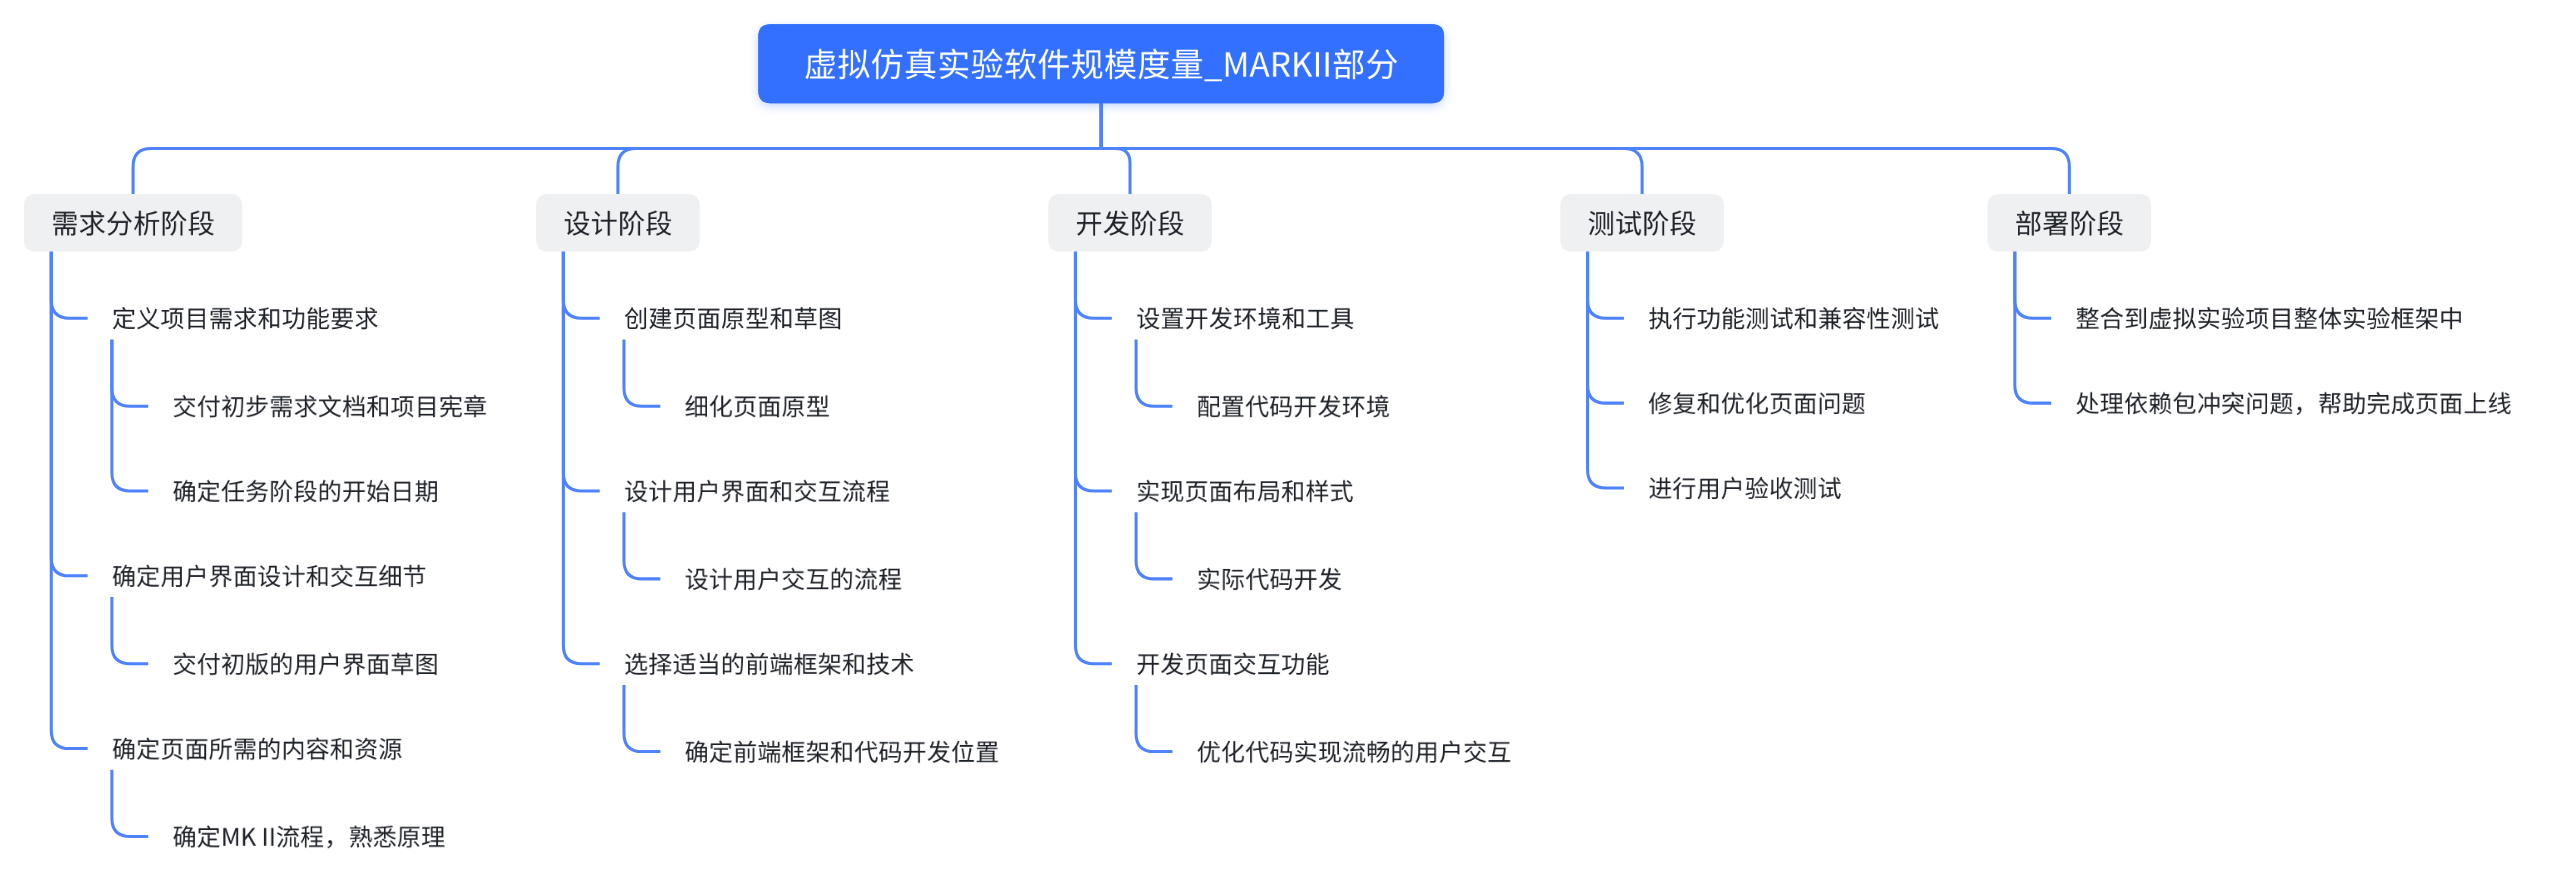 虚拟仿真实验软件规模度量_MARKII部分
需求分析阶段
定义项目需求和功能要求
交付初步需求文档和项目宪章
确定任务阶段的开始日期
确定用户界面设计和交互细节
交付初版的用户界面草图
确定页面所需的内容和资源
确定MK II流程，熟悉原理
设计阶段
创建页面原型和草图
细化页面原型
设计用户界面和交互流程
设计用户交互的流程
选择适当的前端框架和技术
确定前端框架和代码开发位置
开发阶段
设置开发环境和工具
配置代码开发环境
实现页面布局和样式
实际代码开发
开发页面交互功能
优化代码实现流畅的用户交互
测试阶段
执行功能测试和兼容性测试
修复和优化页面问题
进行用户验收测试
部署阶段
整合到虚拟实验项目整体实验框架中
处理依赖包冲突问题，帮助完成页面上线